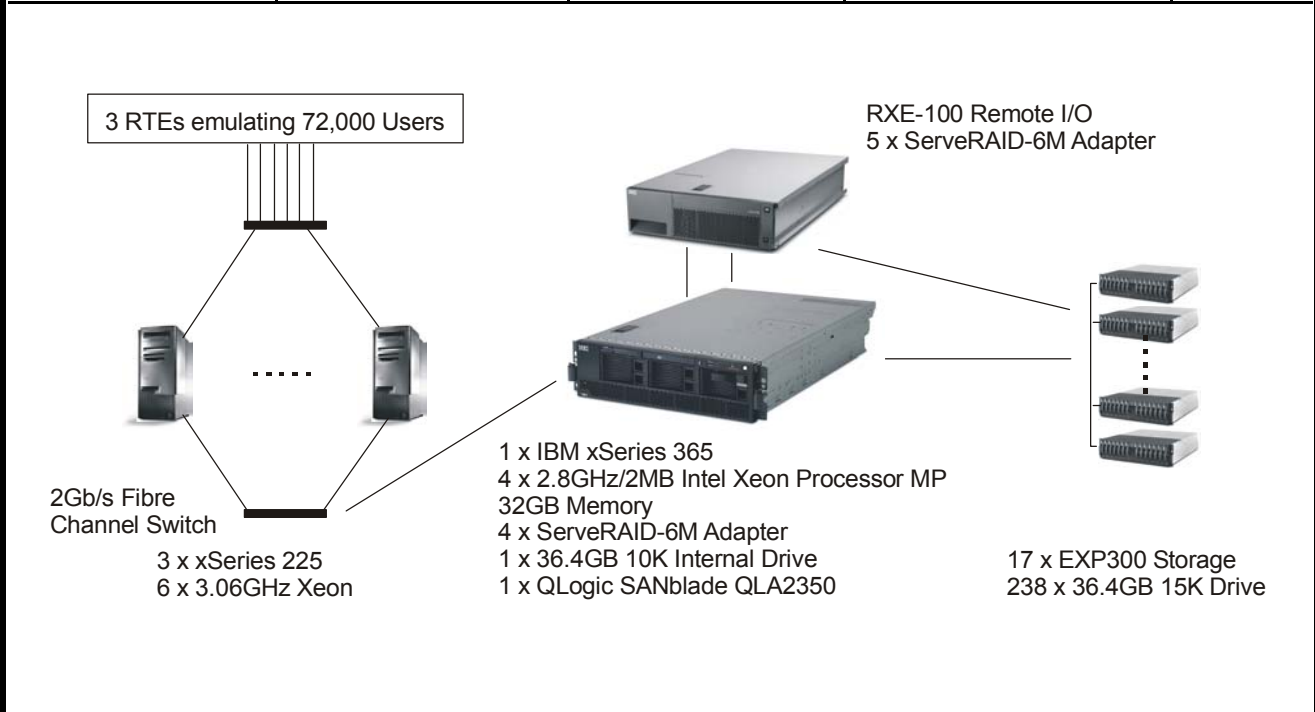 3 RTEs emulating 72,000 Users
RXE-100 Remote I/O
5 x ServeRAID-6M Adapter
1 x IBM xSeries 365
4 x 2.8GHz/2MB Intel Xeon Processor MP
32GB Memory
4 x ServeRAID-6M Adapter
1 x 36.4GB 10K Internal Drive
1 x QLogic SANblade QLA2350
2Gb/s Fibre
Channel Switch
3 x xSeries 225
6 x 3.06GHz Xeon
17 x EXP300 Storage
238 x 36.4GB 15K Drive